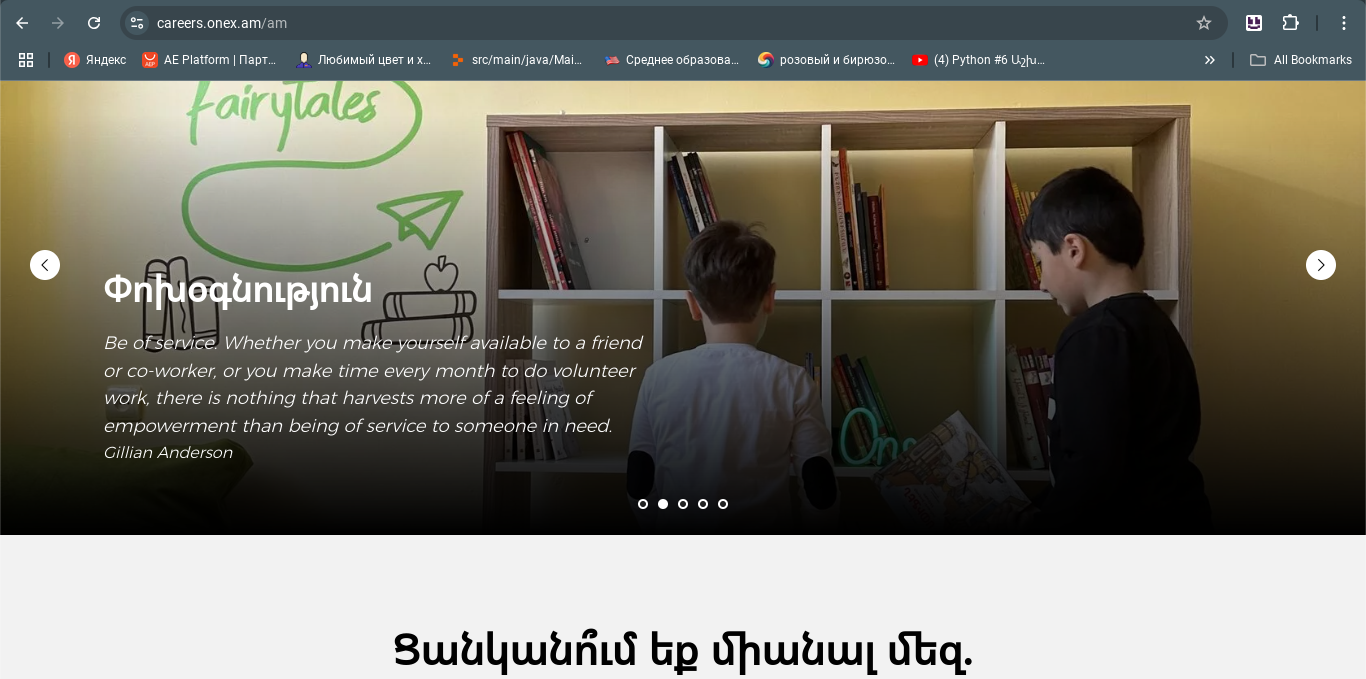 careers.onex.am/am
Яндекс
AE Platform | Парт...
Любимый цвет и х...
src/main/java/Mai...
Среднее образова...
розовый и бирюзо...
(4) Python #6 Աշխ...
All Bookmarks
fairytales
Փոխօգնություն
Be of service. Whether you make yourself available to a friend
or co-worker, or you make time every month to do volunteer
work, there is nothing that harvests more of a feeling of
empowerment than being of service to someone in need.
Gillian Anderson
Ցանկանո՞ւմ եք միանալ մեզ.